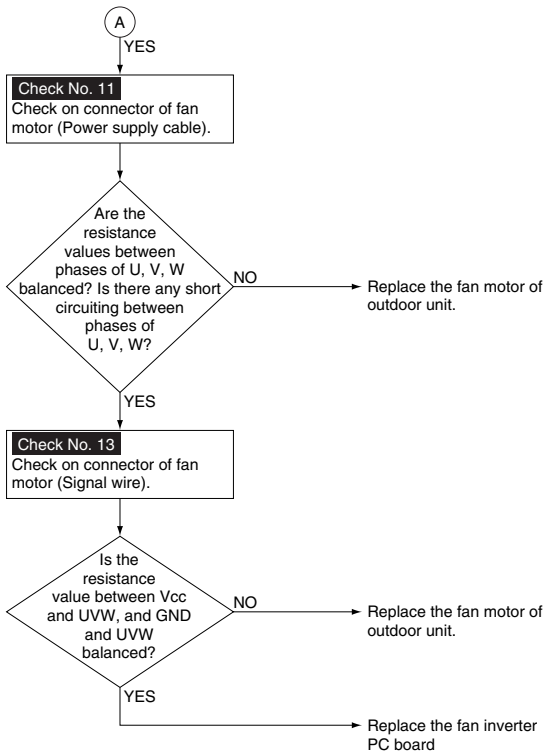 A
YES
Check No. 11
Check on connector of fan
motor (Power supply cable).
Are the
resistance
values between
phases of U, V, W
balanced? Is there any short
circuiting between
phases of
U, V, W?
NO
Replace the fan motor of
outdoor unit.
YES
Check No. 13
Check on connector of fan
motor (Signal wire).
Is the
resistance
value between Vcc
and UVW, and GND
and UVW
balanced?
NO
Replace the fan motor of
outdoor unit.
YES
Replace the fan inverter
PC board